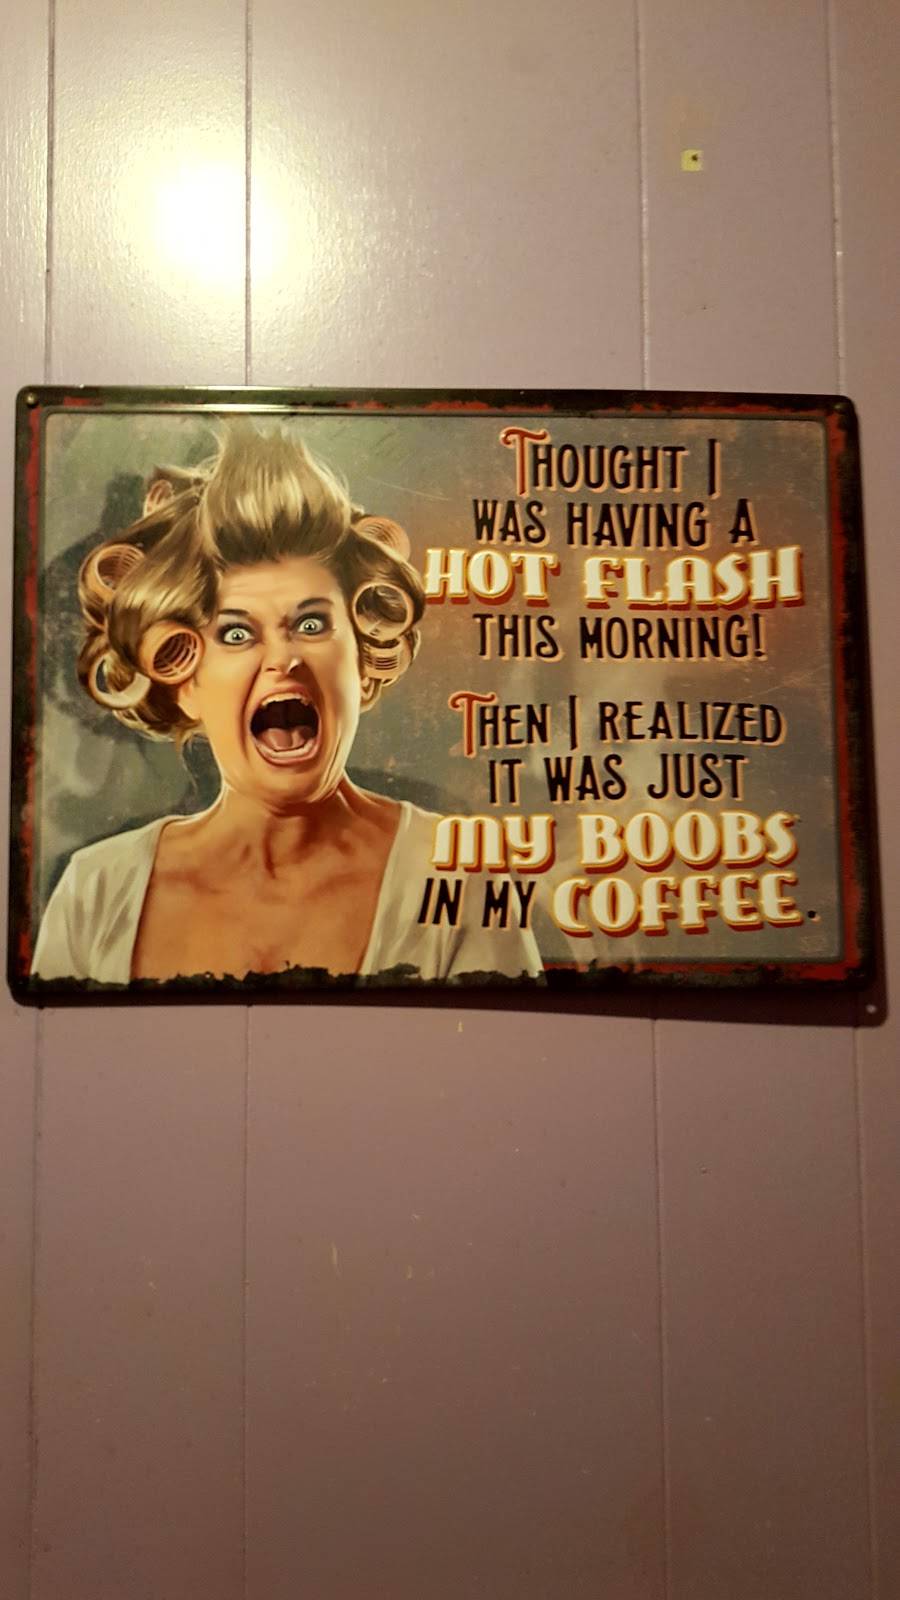 THOUGHT I
WAS HAVING A
HOT FLASH
THIS MORNING!
THEN I REALIZED
IT WAS JUST
MY BOOBS
IN MY COFFEE.